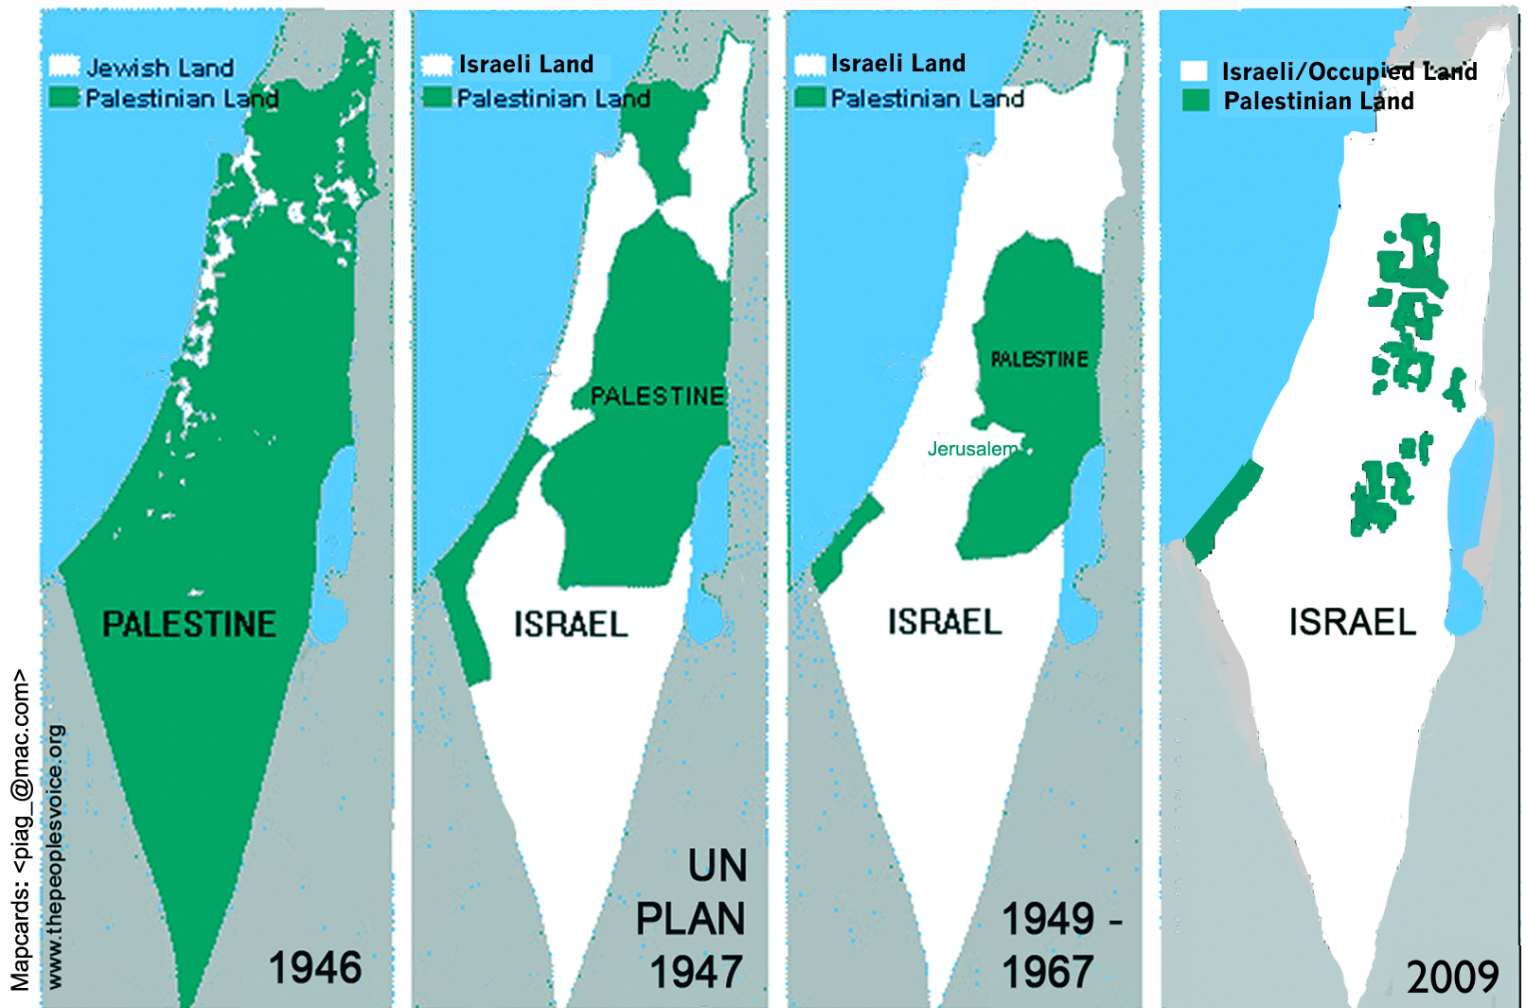 Jewish Land
Palestinian Land
PALESTINE
1946
Mapcards: <piag_@mac.com>
www.thepeoplesvoice.org
Israeli Land
Palestinian Land
PALESTINE
ISRAEL
UN
PLAN
1947
Israeli Land
Palestinian Land
PALESTINE
Jerusalem
ISRAEL
1949 -
1967
Israeli/Occupied Land
Palestinian Land
ISRAEL
2009